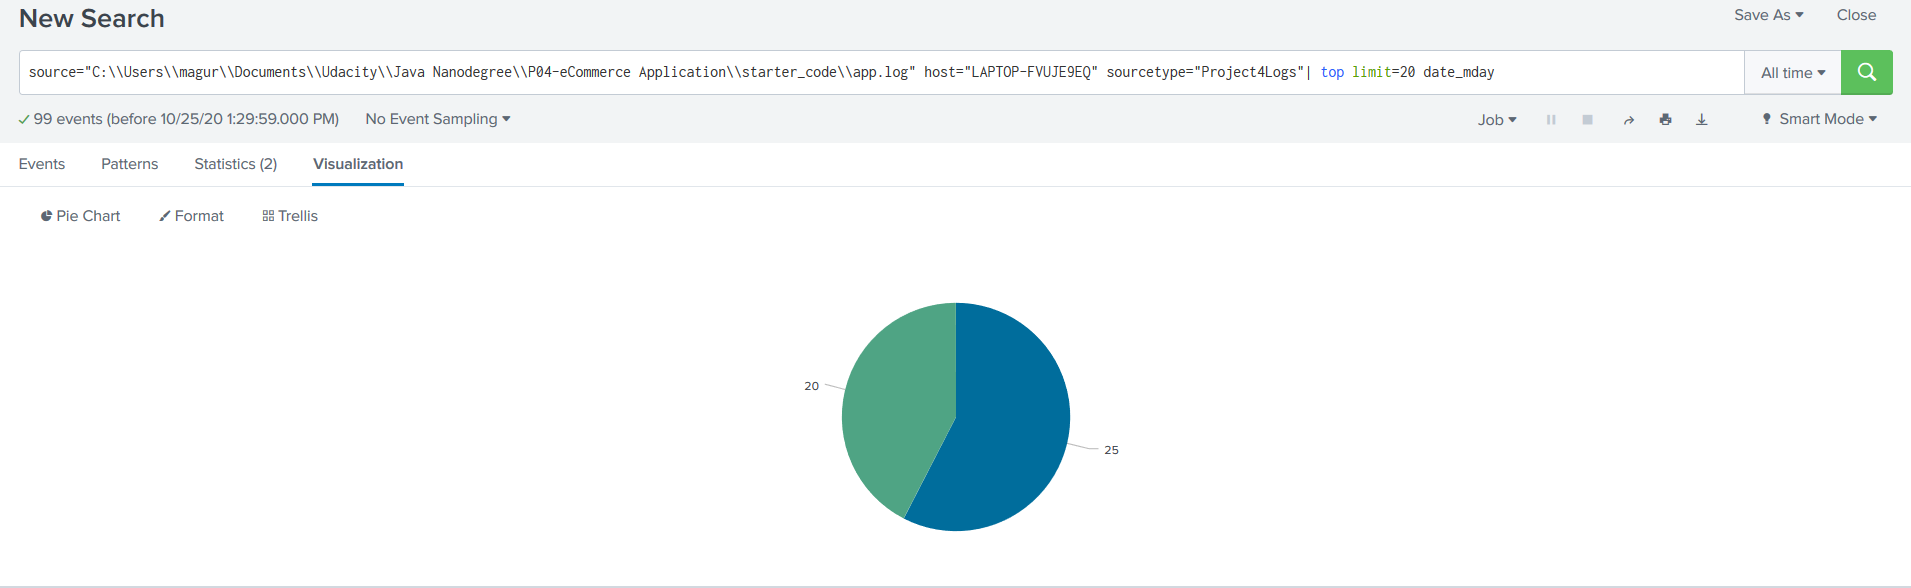 New Search
Save As Close
source="C:\\Users\\magur\\Documents\\Udacity\\Java Nanodegree\\P04-eCommerce Application\\starter_code\\app.log" host="LAPTOP-FVUJE9EQ" sourcetype="Project4Logs"| top limit=20 date_mday
All time
99 events (before 10/25/20 1:29:59.000 PM) No Event Sampling
Job Smart Mode
Events Patterns Statistics (2) Visualization
Pie Chart Format Trellis
20
25